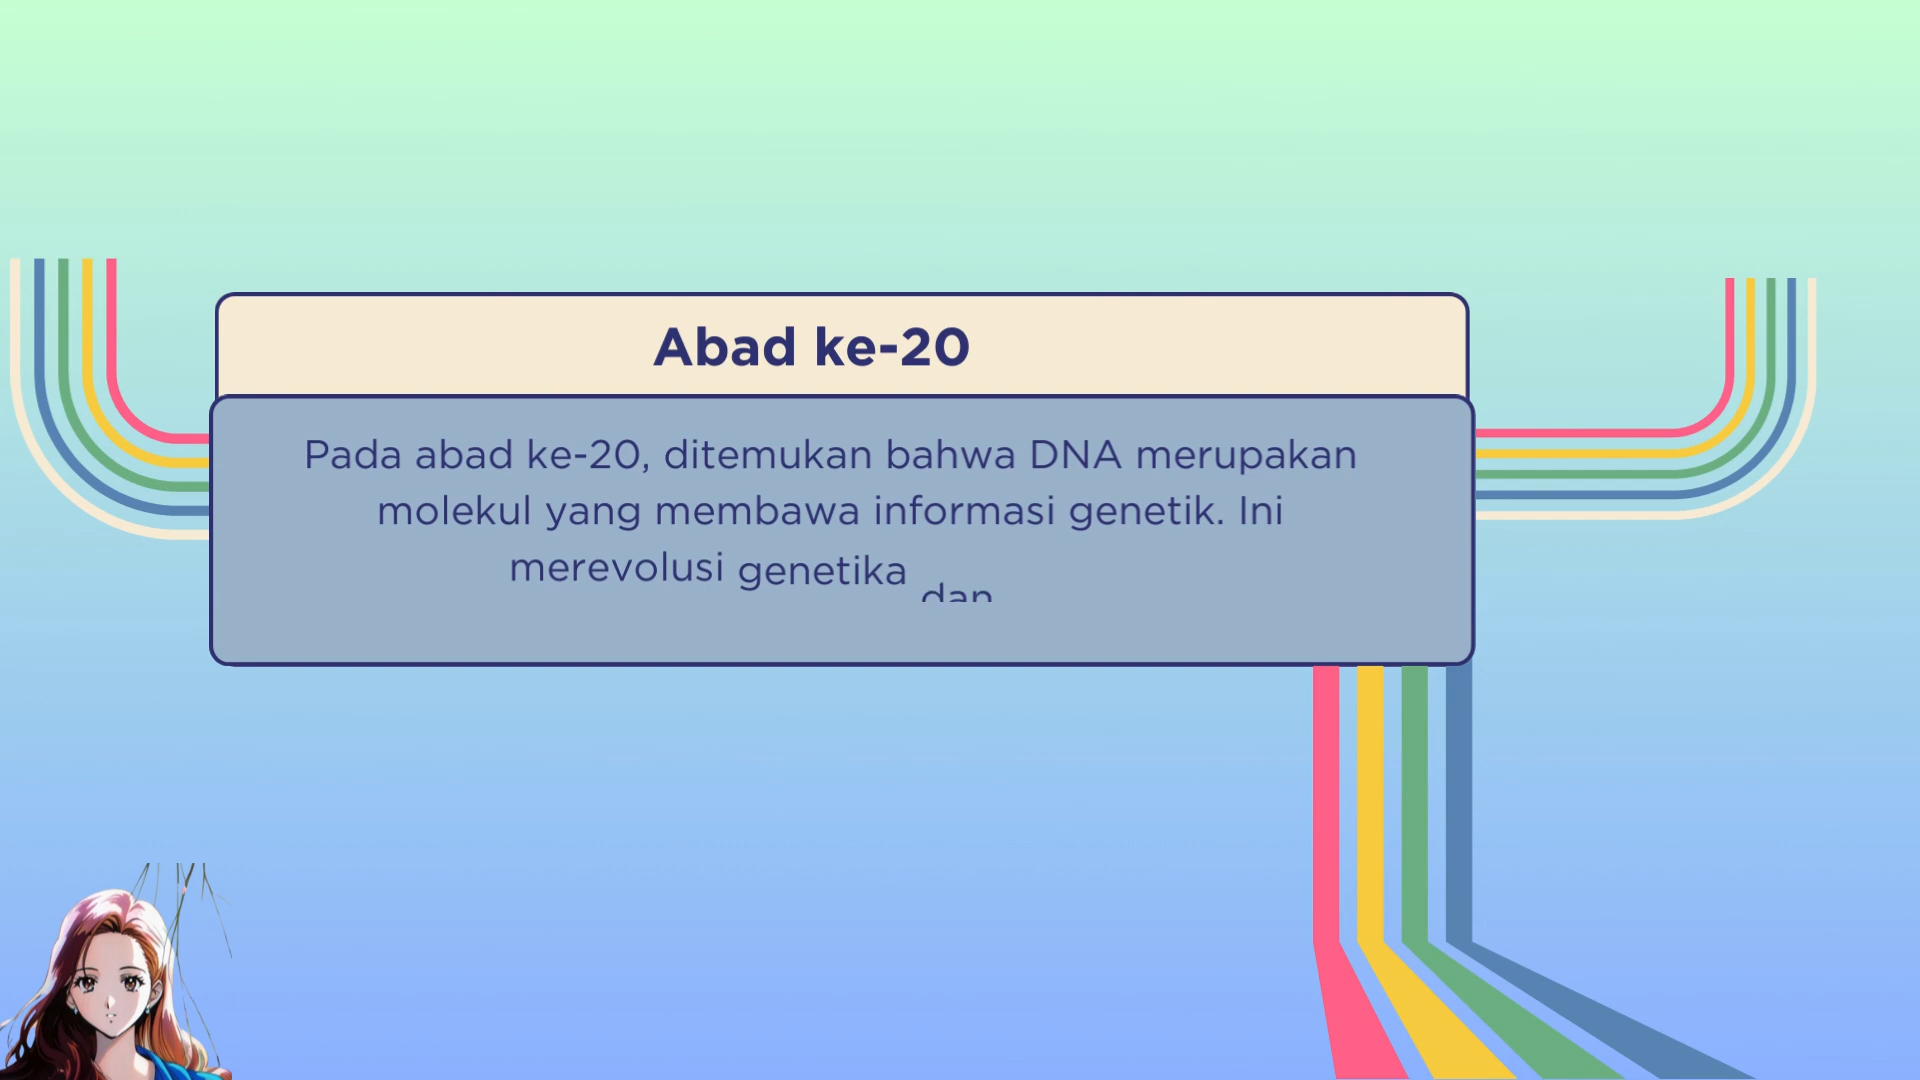 Abad ke-20
Pada abad ke-20, ditemukan bahwa DNA merupakan
molekul yang membawa informasi genetik. Ini
merevolusi genetika dan